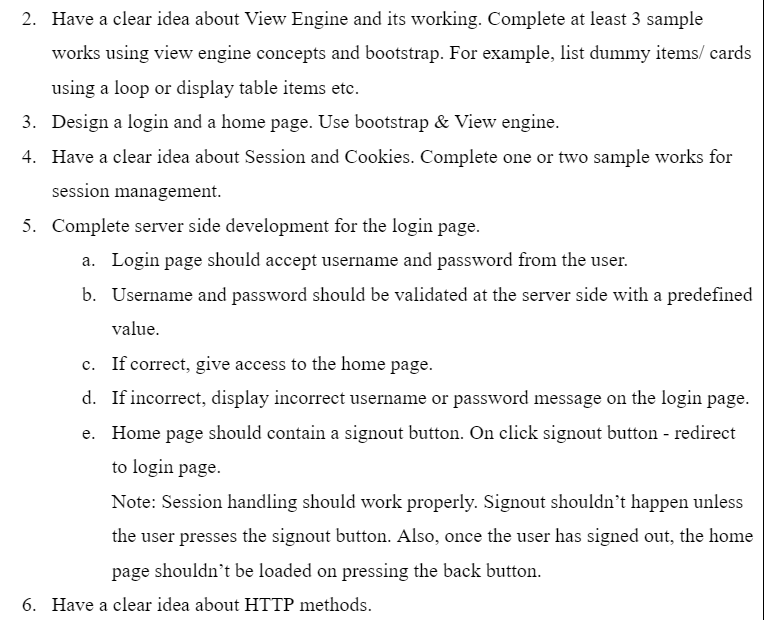 2. Have a clear idea about View Engine and its working. Complete at least 3 sample
works using view engine concepts and bootstrap. For example, list dummy items/ cards
using a loop or display table items etc.
3. Design a login and a home page. Use bootstrap & View engine.
4. Have a clear idea about Session and Cookies. Complete one or two sample works for
session management.
5. Complete server side development for the login page.
a. Login page should accept username and password from the user.
b. Username and password should be validated at the server side with a predefined
value.
c. If correct, give access to the home page.
d. If incorrect, display incorrect username or password message on the login page.
e. Home page should contain a signout button. On click signout button - redirect
to login page.
Note: Session handling should work properly. Signout shouldn’t happen unless
the user presses the signout button. Also, once the user has signed out, the home
page shouldn’t be loaded on pressing the back button.
6. Have a clear idea about HTTP methods.